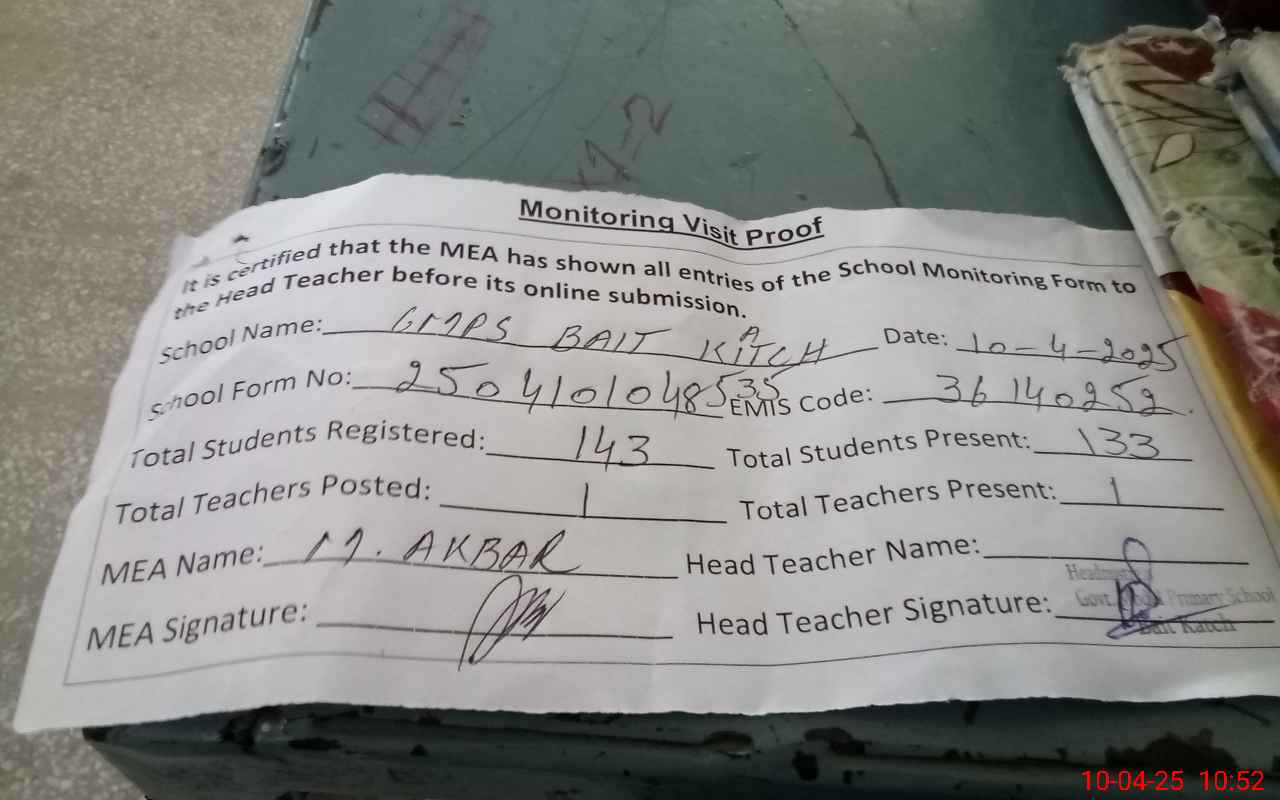 ×1=2
Monitoring Visit Proof
It is certified that the MEA has shown all entries of the School Monitoring Form to
the Head Teacher before its online submission.
School Name: GMPS BAIT KITCH A Date: 10-4-2025
School Form No: 250410104853535 EMIS Code: 36140252.
Total Students Registered: 143 Total Students Present: 133
Total Teachers Posted: 1 Total Teachers Present: 1
MEA Name: M. AKBAR Head Teacher Name:
MEA Signature: Head Teacher Signature:
Govt. Primary School
Bait Katch
10-04-25 10:52